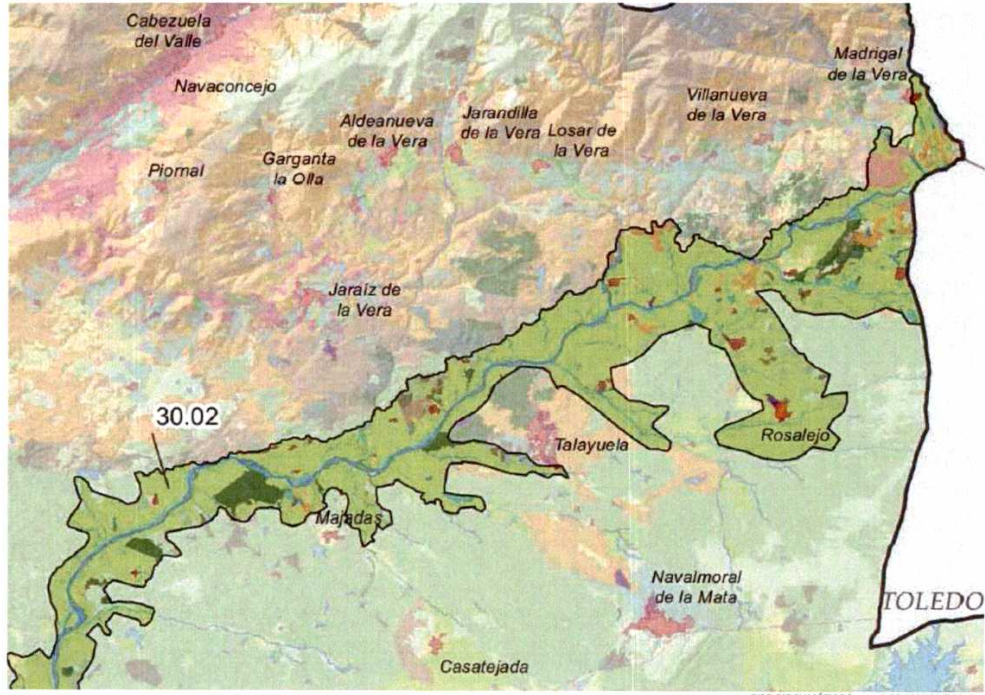 Cabezuela
del Valle
Navaconcejo
Madrigal
de la Vera
Villanueva
de la Vera
Aldeanueva
de la Vera
Jarandilla
de la Vera
Losar de
la Vera
Piornal
Garganta
la Olla
Jaraiz de
la Vera
30.02
Talayuela
Rosalejo
Majadas
Navalmoral
de la Mata
TOLEDO
Casatejada